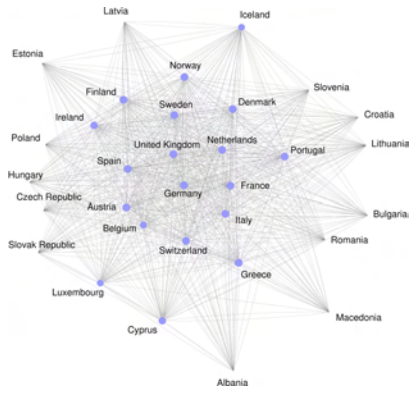 Latvia
Iceland
Estonia
Norway
Slovenia
Finland
Sweden
Denmark
Croatia
Ireland
Poland
United Kingdom
Netherlands
Lithuania
Portugal
Spain
Hungary
Germany
France
Czech Republic
Austria
Bulgaria
Italy
Belgium
Romania
Slovak Republic
Switzerland
Greece
Luxembourg
Macedonia
Cyprus
Albania